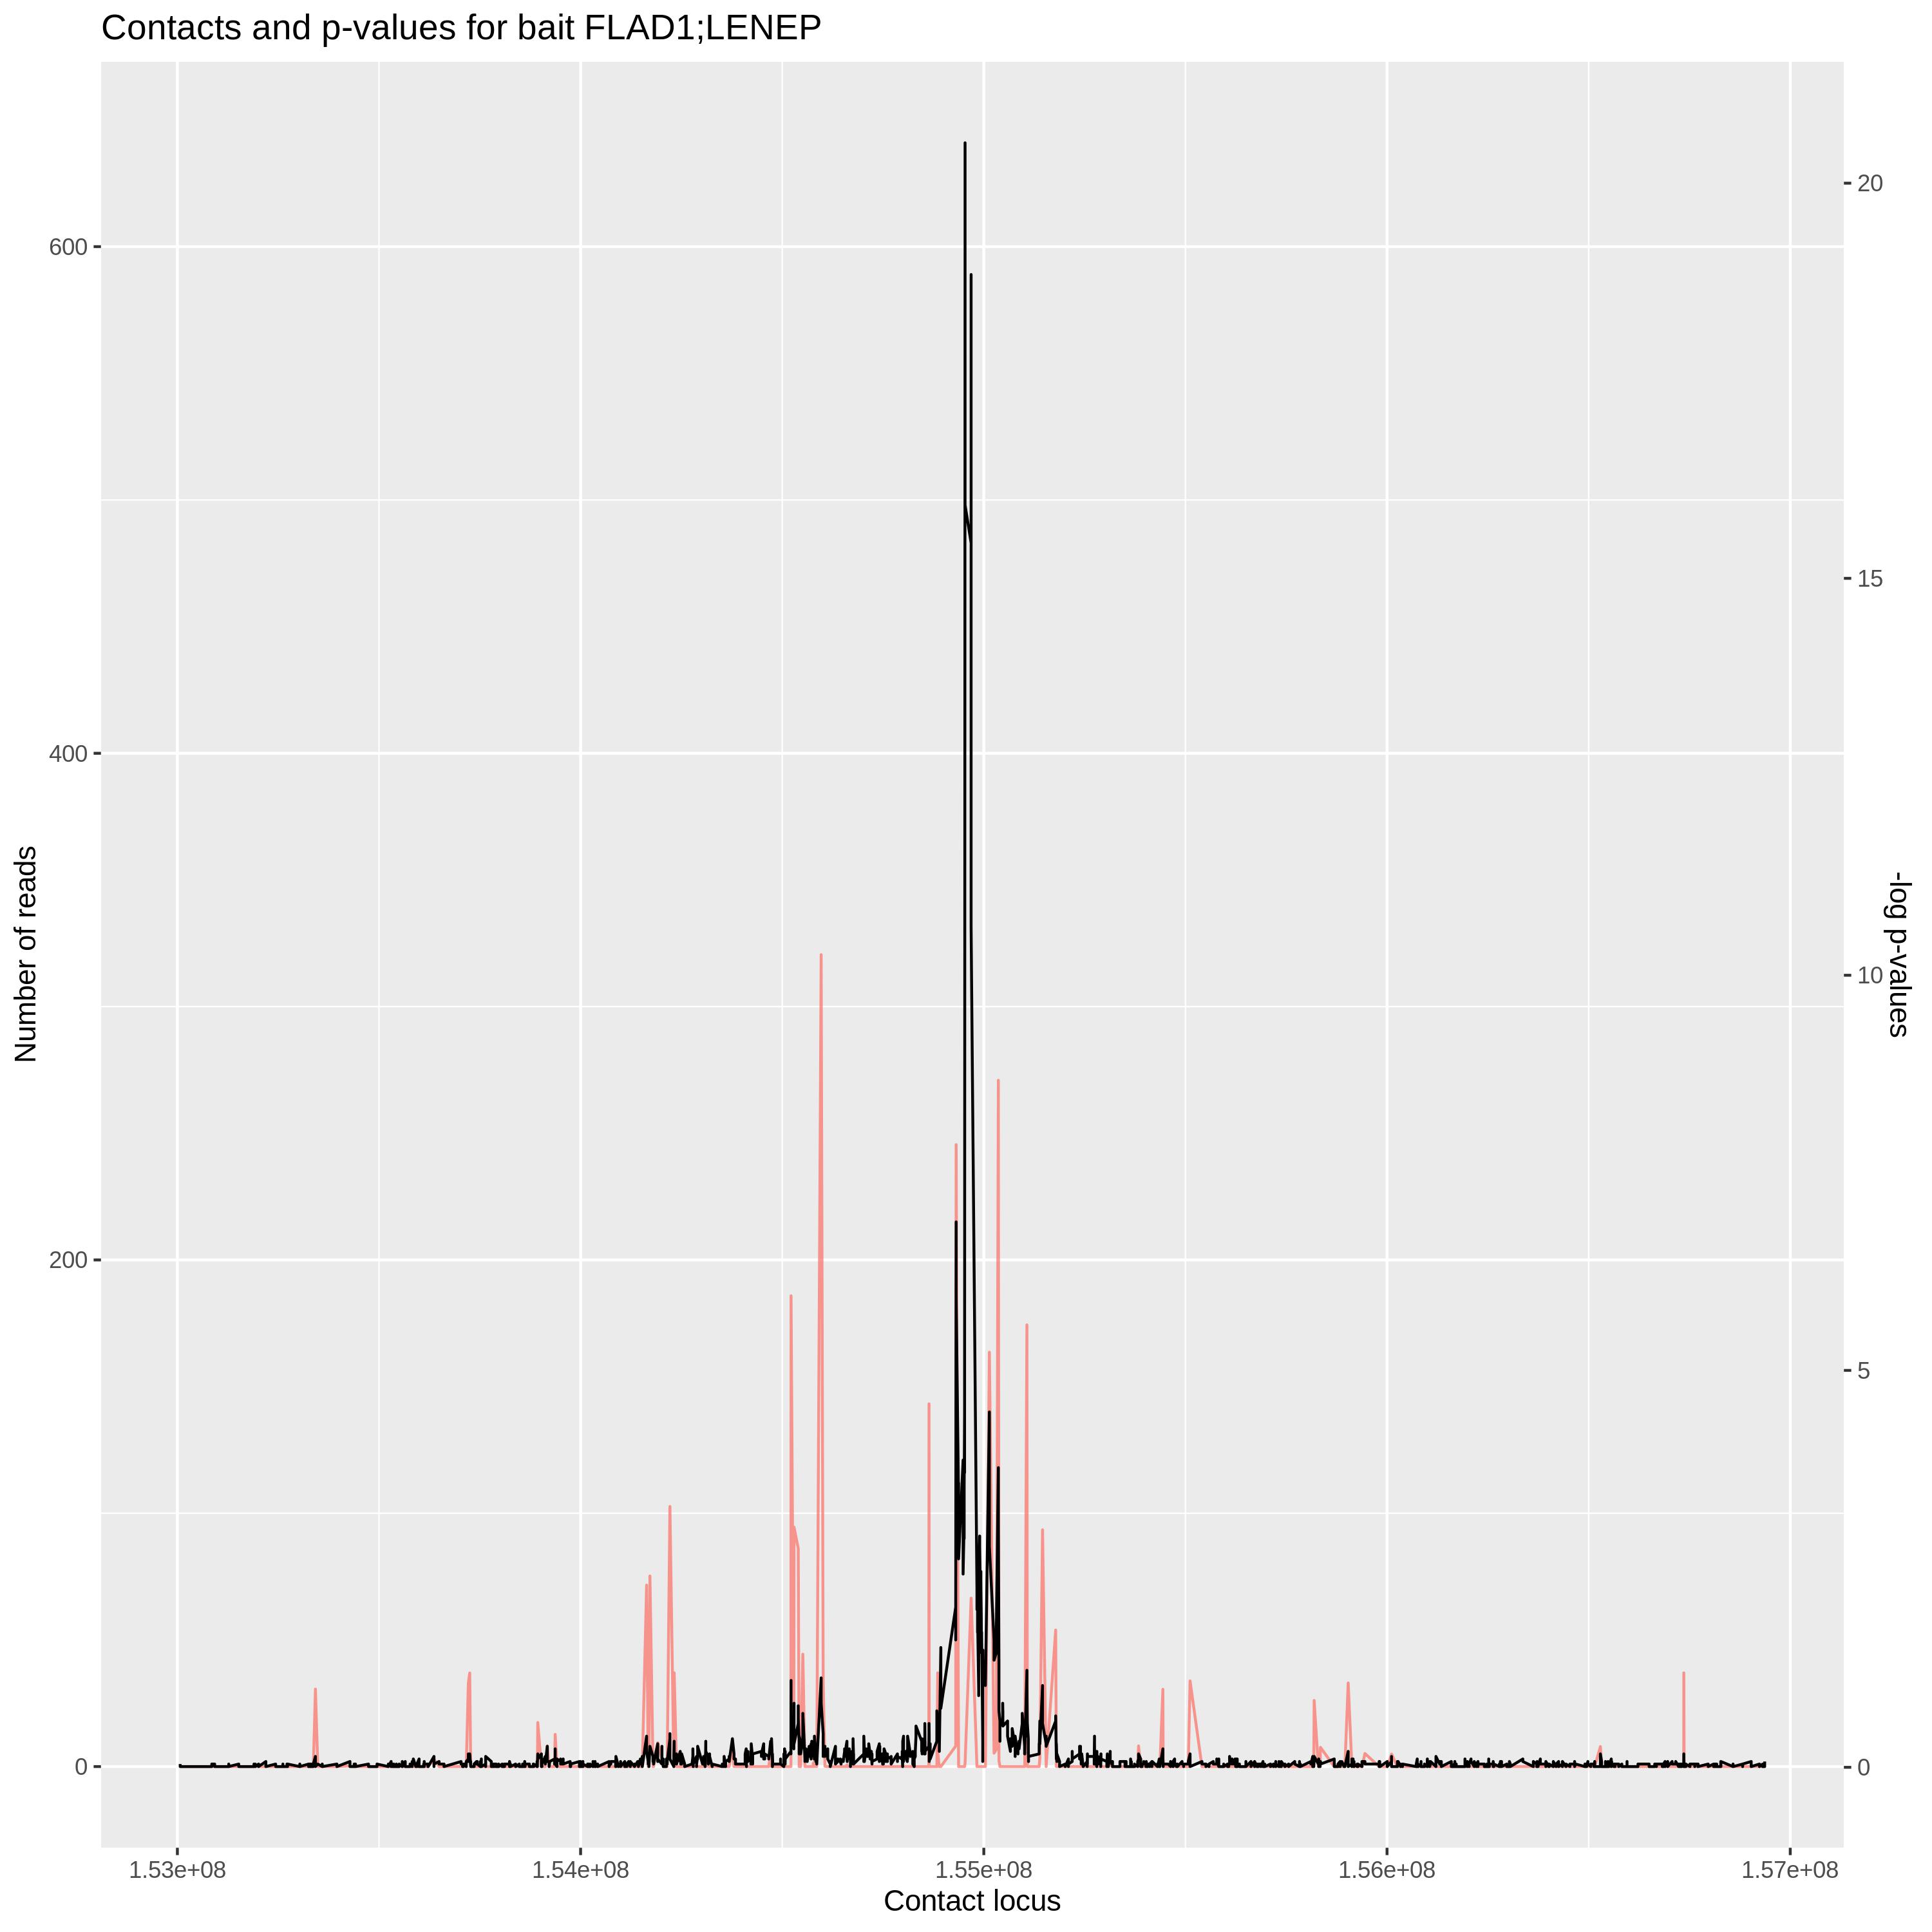 Contacts and p-values for bait FLAD1;LENEP
600
400
200
0
Number of reads
20
15
10
5
0
-log p-values
1.53e+08
1.54e+08
1.55e+08
1.56e+08
1.57e+08
Contact locus